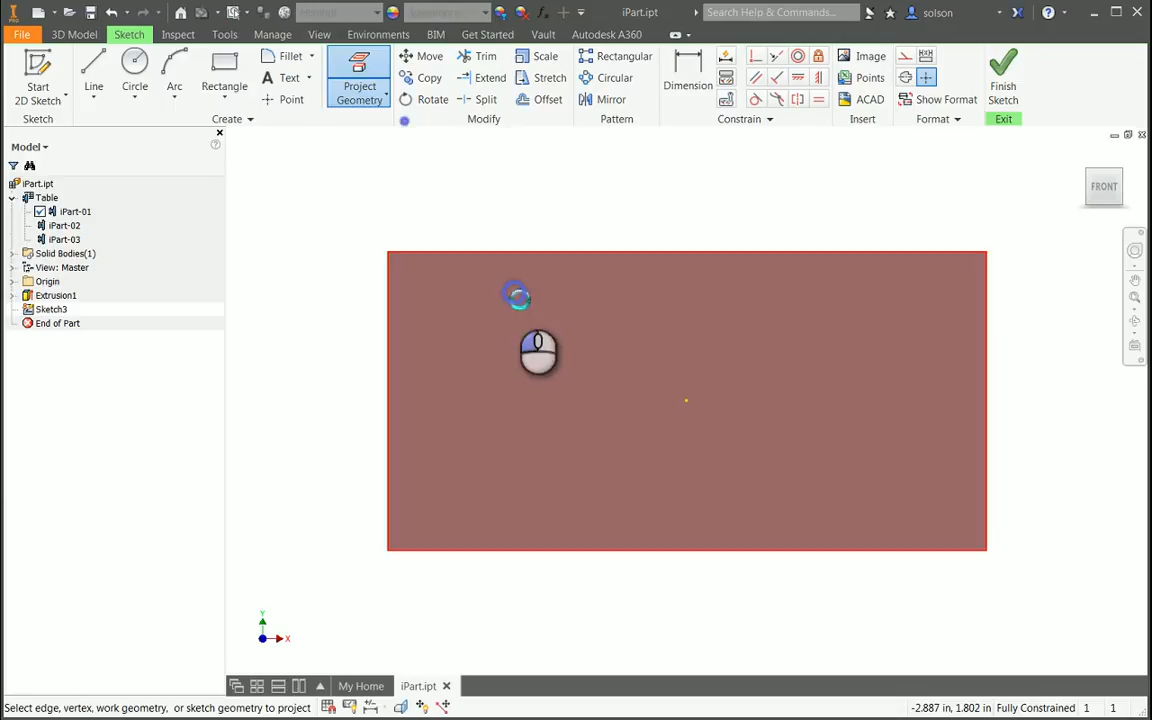 iPart.ipt
Search Help & Commands...
solson
PRO
File
3D Model
Sketch
Inspect
Tools
Manage
View
Environments
BIM
Get Started
Vault
Autodesk A360
Start
2D Sketch
Line
Circle
Arc
Rectangle
Fillet
Text
Point
Project
Geometry
Move
Copy
Rotate
Trim
Extend
Split
Scale
Stretch
Offset
Rectangular
Circular
Mirror
Dimension
Image
Points
ACAD
Show Format
Finish
Sketch
Sketch
Create
Modify
Pattern
Constrain
Insert
Format
Exit
Model
iPart.ipt
Table
iPart-01
iPart-02
iPart-03
Solid Bodies(1)
View: Master
Origin
Extrusion1
Sketch3
End of Part
FRONT
Y
X
My Home
iPart.ipt
Select edge, vertex, work geometry, or sketch geometry to project
-2.887 in, 1.802 in
Fully Constrained
1
1